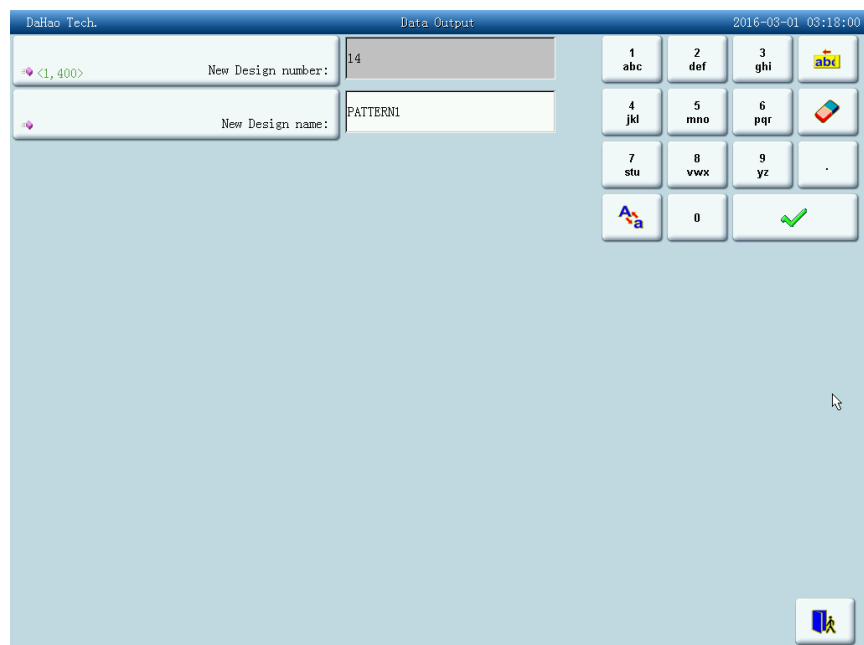 DaHao Tech. Data Output 2016-03-01 03:18:00
<1,400> New Design number: 14
New Design name: PATTERN1
1 2 3
abc def ghi abc
4 5 6
jkl mno pqr
7 8 9 .
stu vwx yz
Aa 0